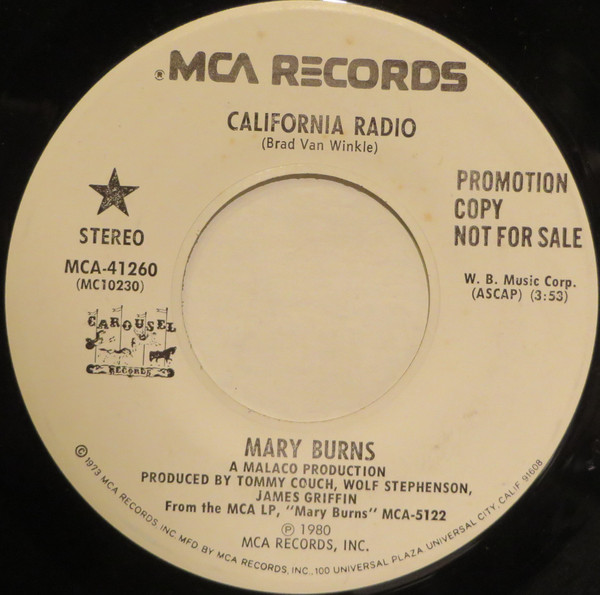 ® MCA RECORDS
CALIFORNIA RADIO
(Brad Van Winkle)
STEREO
MCA-41260
(MC10230)
CAROUSEL
RECORDS
PROMOTION
COPY
NOT FOR SALE
W. B. Music Corp.
(ASCAP) (3:53)
MARY BURNS
A MALACO PRODUCTION
PRODUCED BY TOMMY COUCH, WOLF STEPHENSON,
JAMES GRIFFIN
From the MCA LP, "Mary Burns" MCA-5122
℗ 1980
MCA RECORDS, INC.
© 1973 MCA RECORDS, INC. MFD BY MCA RECORDS, INC., 100 UNIVERSAL PLAZA, UNIVERSAL CITY, CALIF. 91608